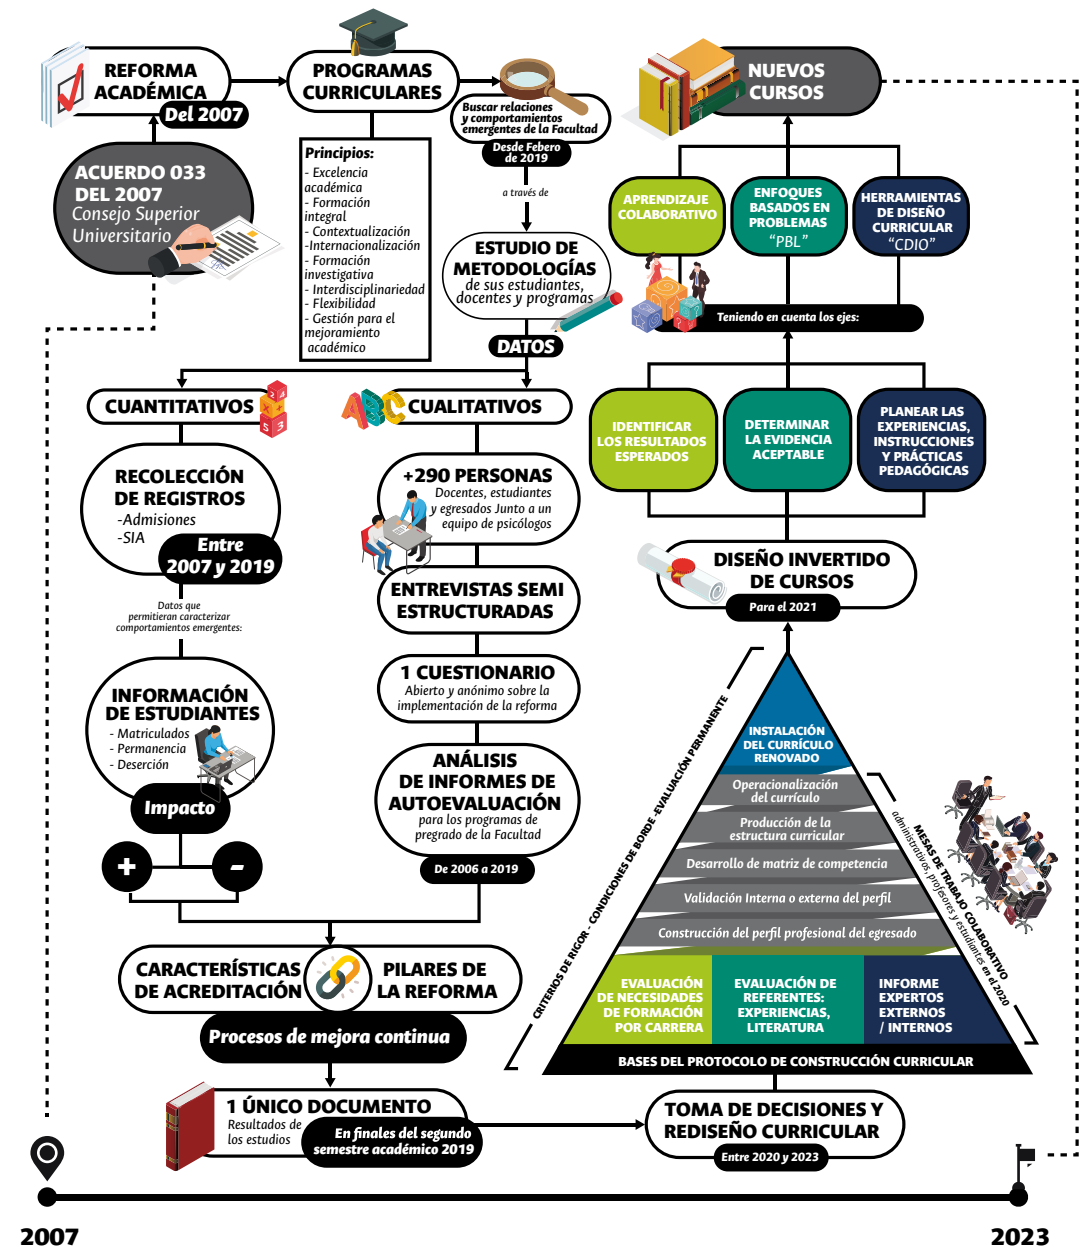 REFORMA
ACADÉMICA
Del 2007
PROGRAMAS
CURRICULARES
Buscar relaciones
y comportamientos
emergentes de la Facultad
Desde Febero
de 2019
ACUERDO 033
DEL 2007
Consejo Superior
Universitario
Principios:
- Excelencia
académica
- Formación
integral
- Contextualización
-Internacionalización
- Formación
investigativa
- Interdisciplinariedad
- Flexibilidad
- Gestión para el
mejoramiento
académico
a través de
ESTUDIO DE
METODOLOGÍAS
de sus estudiantes,
docentes y programas
DATOS
CUANTITATIVOS
2 4
x +
5 3
RECOLECCIÓN
DE REGISTROS
-Admisiones
-SIA
Entre
2007 y 2019
Datos que
permitieran caracterizar
comportamientos emergentes:
INFORMACIÓN
DE ESTUDIANTES
- Matriculados
- Permanencia
- Deserción
Impacto
+
-
ABC
CUALITATIVOS
+290 PERSONAS
Docentes, estudiantes
y egresados Junto a un
equipo de psicólogos
ENTREVISTAS SEMI
ESTRUCTURADAS
1 CUESTIONARIO
Abierto y anónimo sobre la
implementación de la reforma
ANÁLISIS
DE INFORMES DE
AUTOEVALUACIÓN
para los programas de
pregrado de la Facultad
De 2006 a 2019
CARACTERÍSTICAS
DE ACREDITACIÓN
PILARES DE
LA REFORMA
Procesos de mejora continua
1 ÚNICO DOCUMENTO
Resultados de
los estudios
En finales del segundo
semestre académico 2019
TOMA DE DECISIONES Y
REDISEÑO CURRICULAR
Entre 2020 y 2023
BASES DEL PROTOCOLO DE CONSTRUCCIÓN CURRICULAR
EVALUACIÓN
DE NECESIDADES
DE FORMACIÓN
POR CARRERA
EVALUACIÓN DE
REFERENTES:
EXPERIENCIAS,
LITERATURA
INFORME
EXPERTOS
EXTERNOS
/ INTERNOS
Construcción del perfil profesional del egresado
Validación Interna o externa del perfil
Desarrollo de matriz de competencia
Producción de la
estructura curricular
Operacionalización
del currículo
INSTALACIÓN
DEL CURRÍCULO
RENOVADO
CRITERIOS DE RIGOR - CONDICIONES DE BORDE -EVALUACIÓN PERMANENTE
MESAS DE TRABAJO COLABORATIVO
administrativos, profesores y estudiantes en el 2020
DISEÑO INVERTIDO
DE CURSOS
Para el 2021
IDENTIFICAR
LOS RESULTADOS
ESPERADOS
DETERMINAR
LA EVIDENCIA
ACEPTABLE
PLANEAR LAS
EXPERIENCIAS,
INSTRUCCIONES
Y PRÁCTICAS
PEDAGÓGICAS
Teniendo en cuenta los ejes:
APRENDIZAJE
COLABORATIVO
ENFOQUES
BASADOS EN
PROBLEMAS
“PBL”
HERRAMIENTAS
DE DISEÑO
CURRICULAR
“CDIO”
NUEVOS
CURSOS
2007
2023